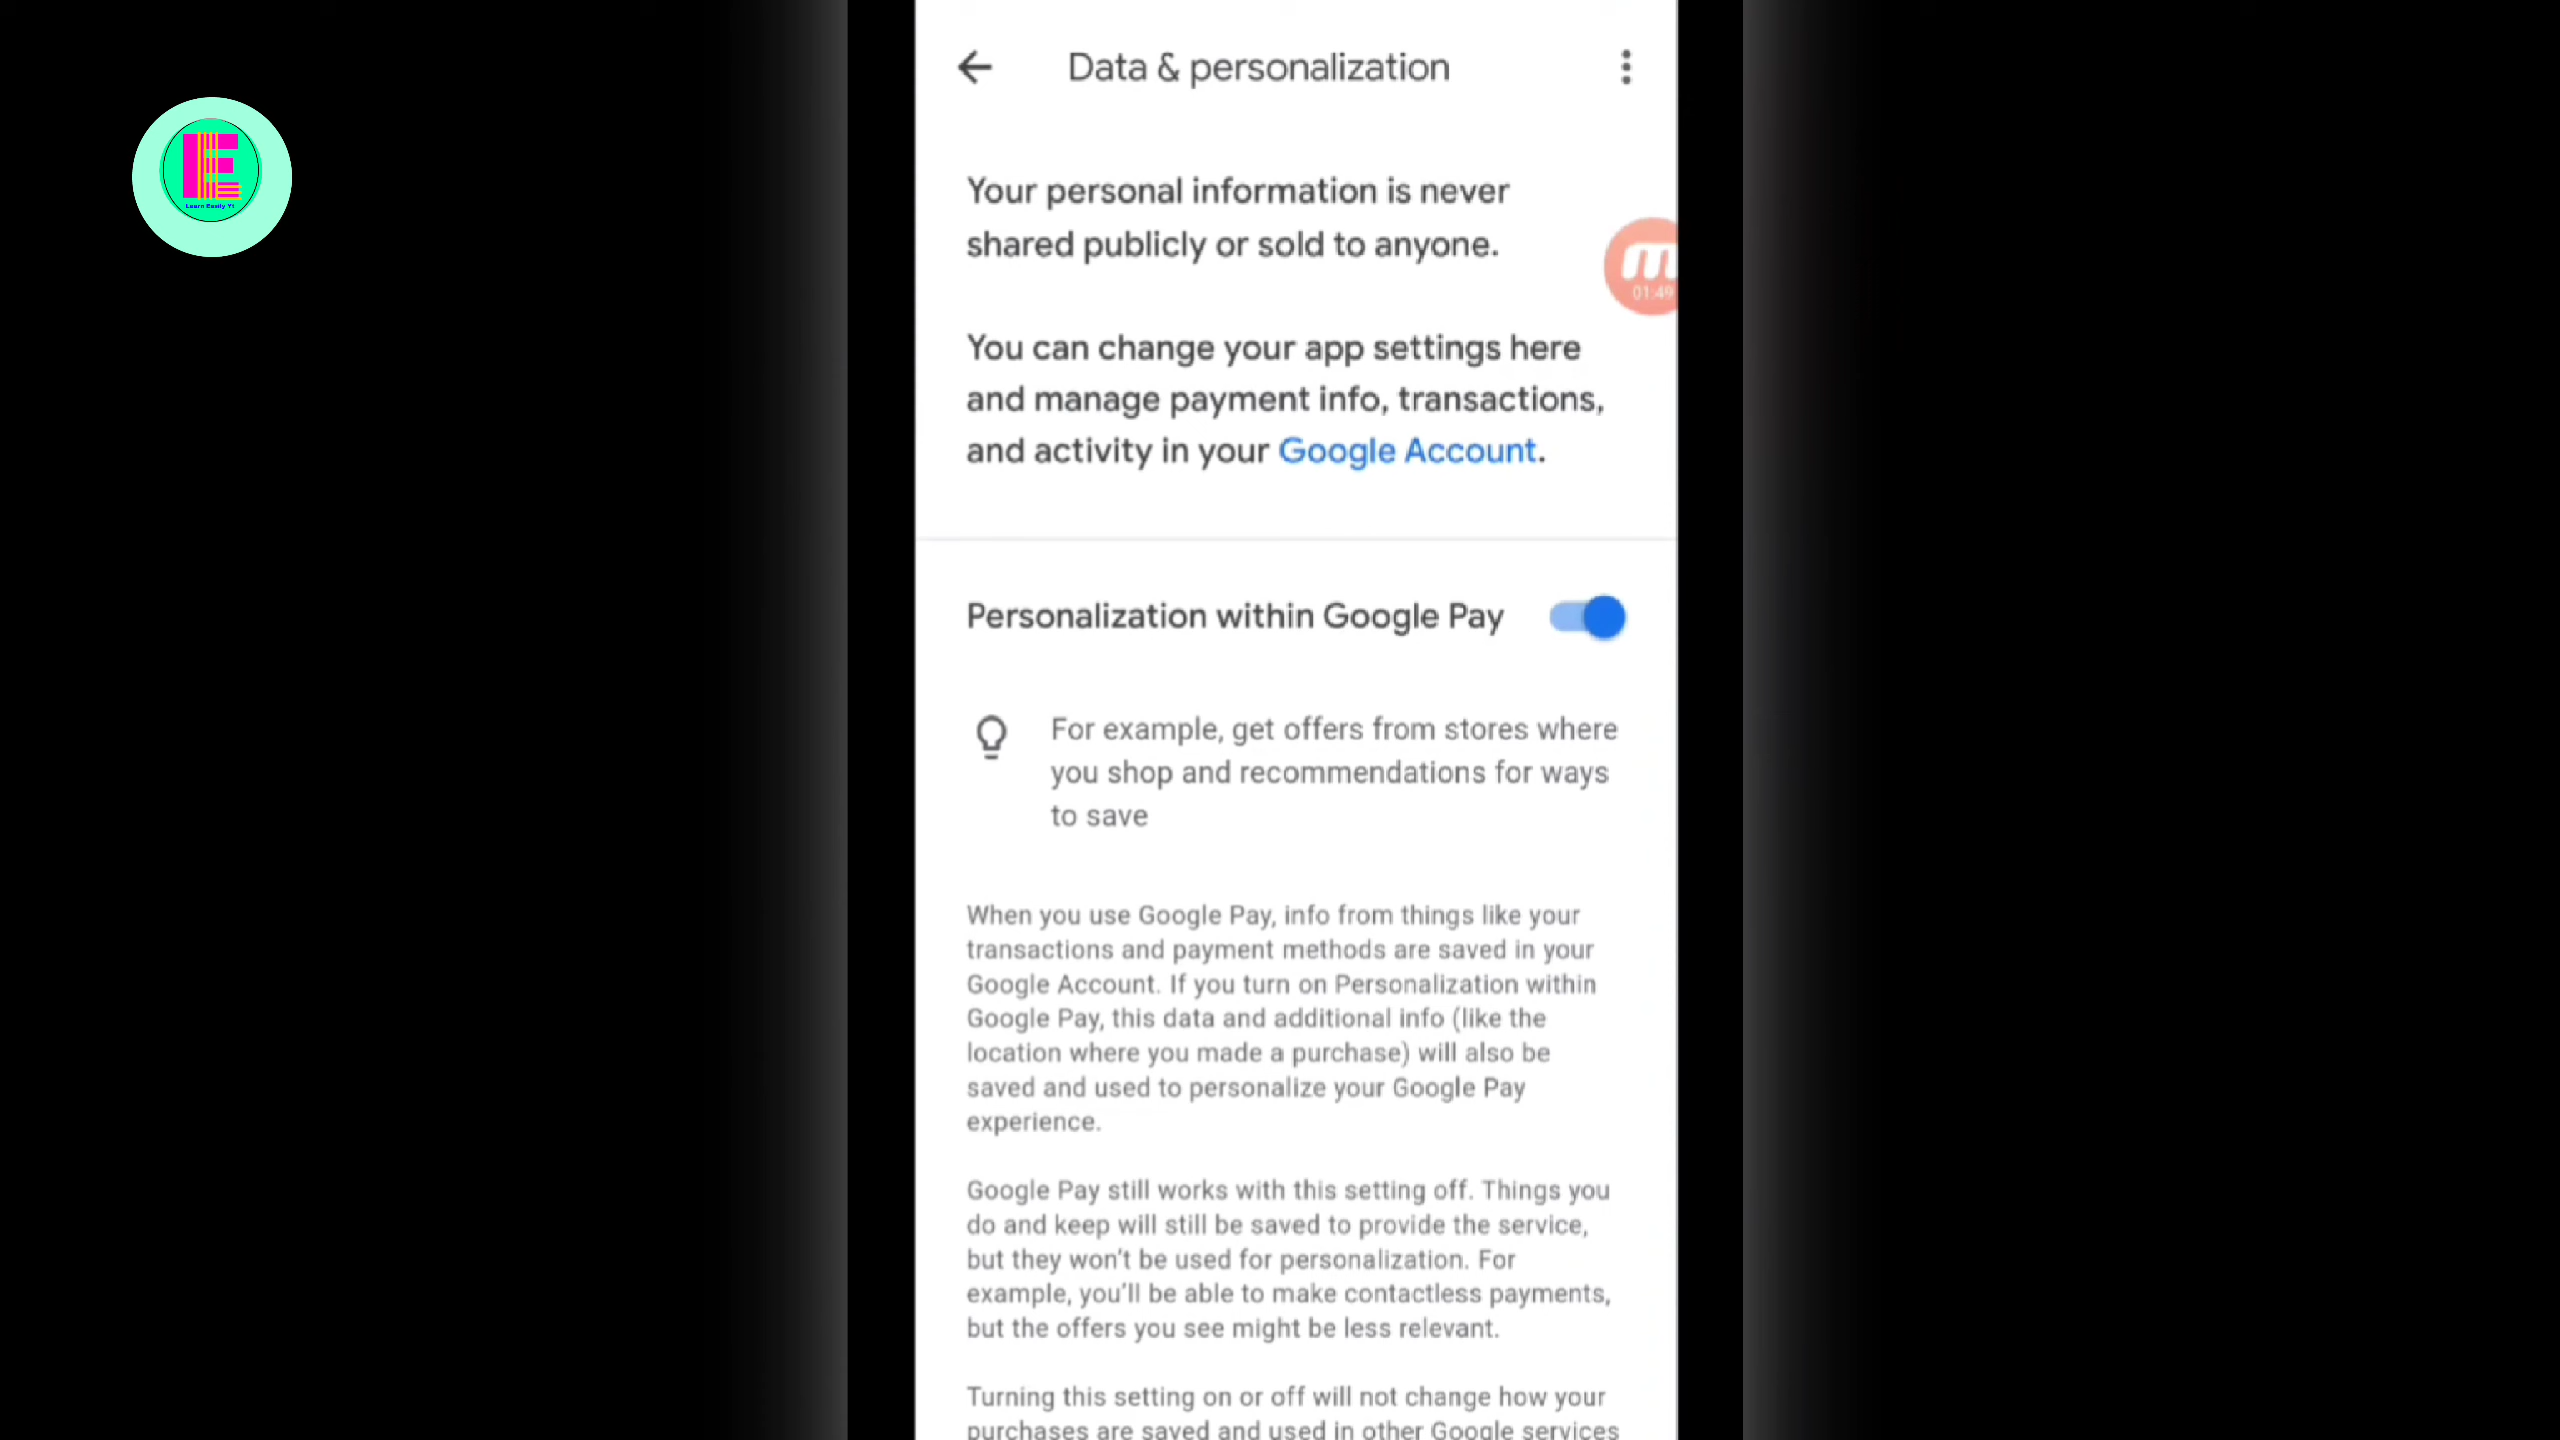 Data & personalization
E
Learn Easily Yt
Your personal information is never
shared publicly or sold to anyone.
m
01:49
You can change your app settings here
and manage payment info, transactions,
and activity in your Google Account.
Personalization within Google Pay
For example, get offers from stores where
you shop and recommendations for ways
to save
When you use Google Pay, info from things like your
transactions and payment methods are saved in your
Google Account. If you turn on Personalization within
Google Pay, this data and additional info (like the
location where you made a purchase) will also be
saved and used to personalize your Google Pay
experience.
Google Pay still works with this setting off. Things you
do and keep will still be saved to provide the service,
but they won’t be used for personalization. For
example, you’ll be able to make contactless payments,
but the offers you see might be less relevant.
Turning this setting on or off will not change how your
purchases are saved and used in other Google services